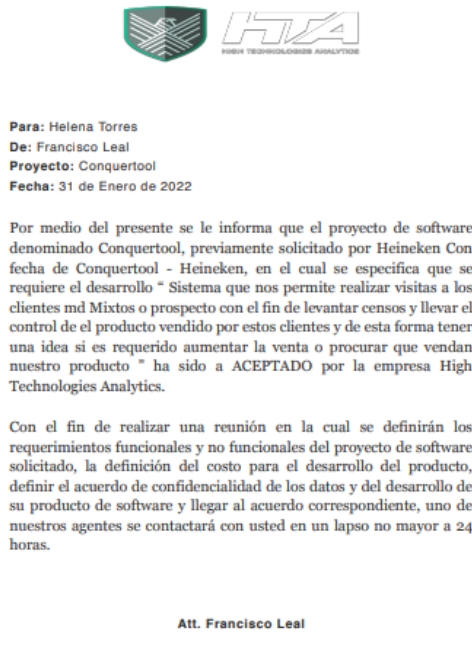 HTA
HIGH TECHNOLOGIES ANALYTICS
Para: Helena Torres
De: Francisco Leal
Proyecto: Conquertool
Fecha: 31 de Enero de 2022
Por medio del presente se le informa que el proyecto de software
denominado Conquertool, previamente solicitado por Heineken Con
fecha de Conquertool - Heineken, en el cual se especifica que se
requiere el desarrollo “ Sistema que nos permite realizar visitas a los
clientes md Mixtos o prospecto con el fin de levantar censos y llevar el
control de el producto vendido por estos clientes y de esta forma tener
una idea si es requerido aumentar la venta o procurar que vendan
nuestro producto ” ha sido a ACEPTADO por la empresa High
Technologies Analytics.
Con el fin de realizar una reunión en la cual se definirán los
requerimientos funcionales y no funcionales del proyecto de software
solicitado, la definición del costo para el desarrollo del producto,
definir el acuerdo de confidencialidad de los datos y del desarrollo de
su producto de software y llegar al acuerdo correspondiente, uno de
nuestros agentes se contactará con usted en un lapso no mayor a 24
horas.
Att. Francisco Leal